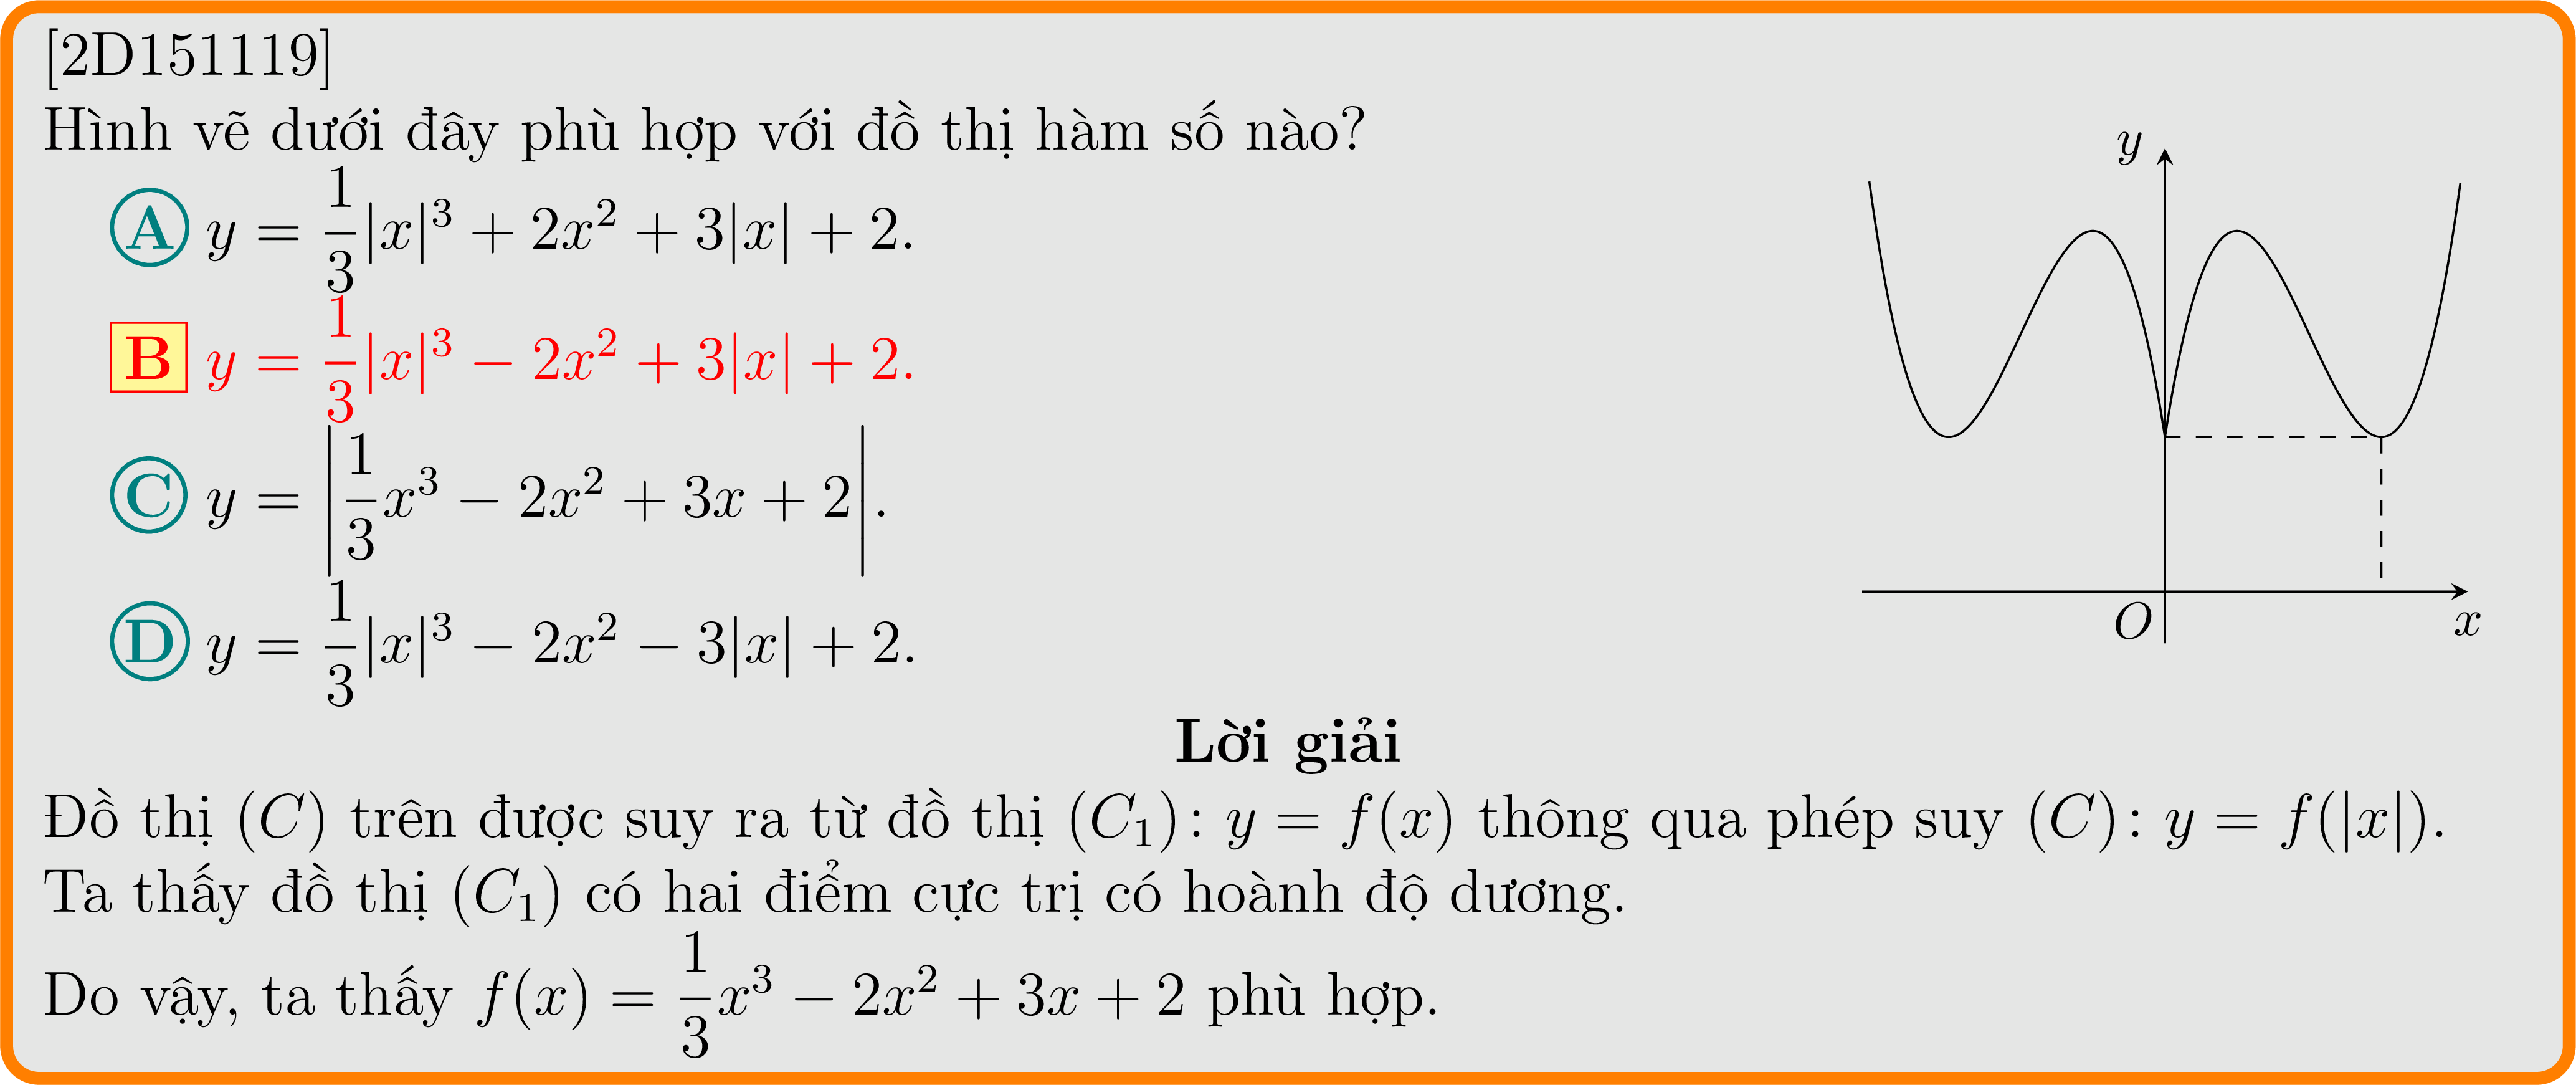 [2D151119]
Hình vẽ dưới đây phù hợp với đồ thị hàm số nào?
A y = \frac{1}{3}|x|^3 + 2x^2 + 3|x| + 2.
B y = \frac{1}{3}|x|^3 − 2x^2 + 3|x| + 2.
C y = \left|\frac{1}{3}x^3 − 2x^2 + 3x + 2\right|.
D y = \frac{1}{3}|x|^3 − 2x^2 − 3|x| + 2.
y
O
x
Lời giải
Đồ thị (C) trên được suy ra từ đồ thị (C_1): y = f(x) thông qua phép suy (C): y = f(|x|).
Ta thấy đồ thị (C_1) có hai điểm cực trị có hoành độ dương.
Do vậy, ta thấy f(x) = \frac{1}{3}x^3 − 2x^2 + 3x + 2 phù hợp.